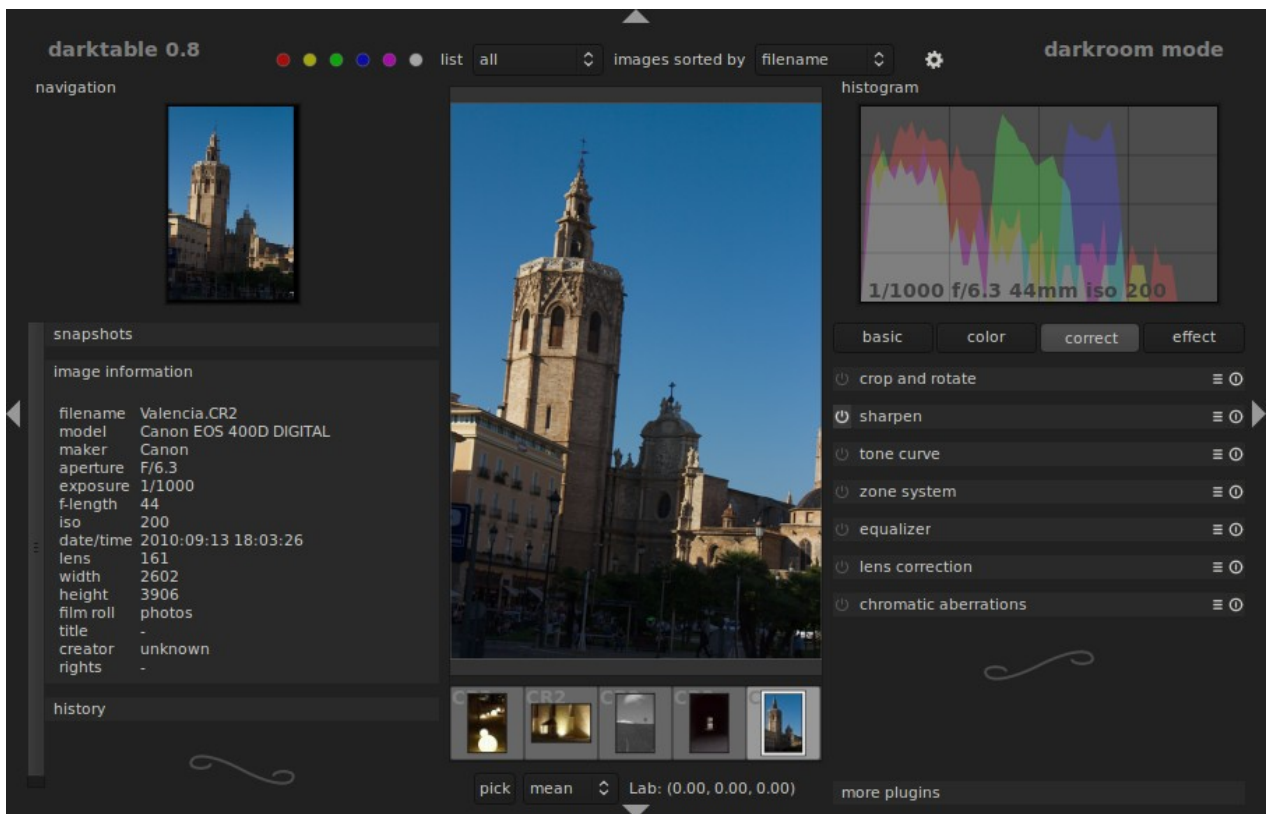 darktable 0.8
list all images sorted by filename
darkroom mode
navigation
snapshots
image information
filename Valencia.CR2
model Canon EOS 400D DIGITAL
maker Canon
aperture F/6.3
exposure 1/1000
f-length 44
iso 200
date/time 2010:09:13 18:03:26
lens 161
width 2602
height 3906
film roll photos
title -
creator unknown
rights -
history
CR2
pick mean Lab: (0.00, 0.00, 0.00)
histogram
1/1000 f/6.3 44mm iso 200
basic color correct effect
crop and rotate
sharpen
tone curve
zone system
equalizer
lens correction
chromatic aberrations
more plugins